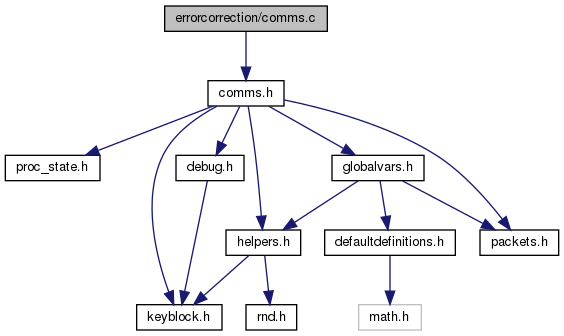 errorcorrection/comms.c
comms.h
proc_state.h
debug.h
globalvars.h
helpers.h
defaultdefinitions.h
packets.h
keyblock.h
rnd.h
math.h